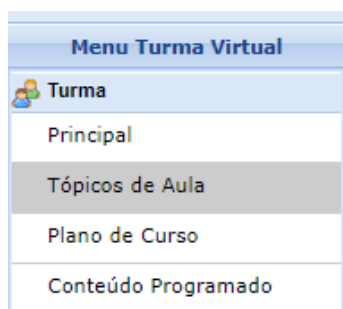 Menu Turma Virtual
Turma
Principal
Tópicos de Aula
Plano de Curso
Conteúdo Programado